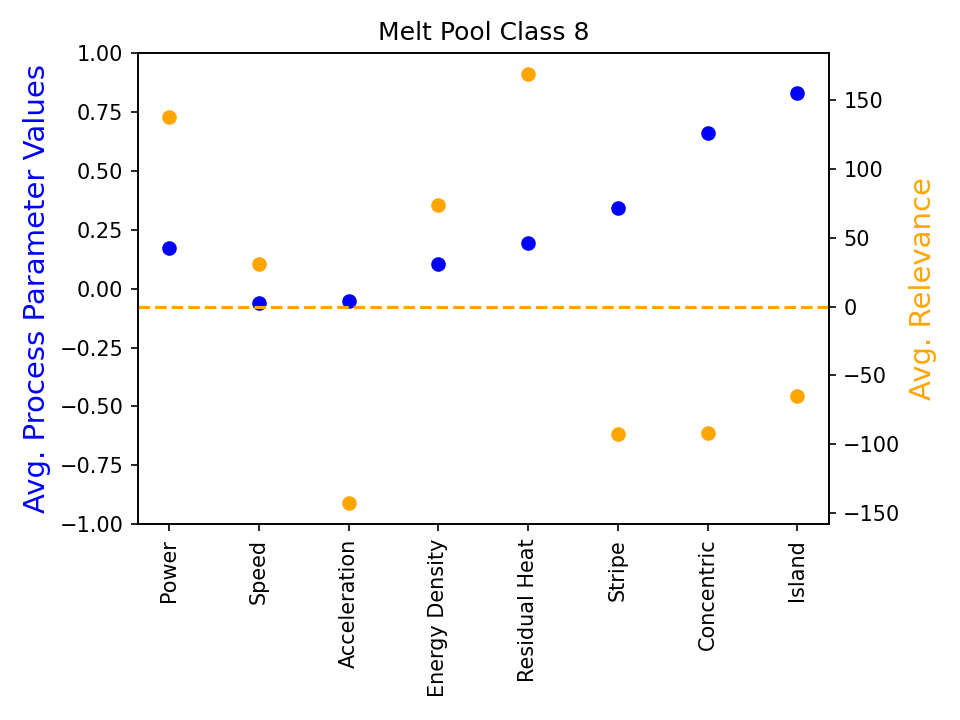 Melt Pool Class 8
Avg. Process Parameter Values
1.00
0.75
0.50
0.25
0.00
−0.25
−0.50
−0.75
−1.00
150
100
50
0
−50
−100
−150
Avg. Relevance
Power
Speed
Acceleration
Energy Density
Residual Heat
Stripe
Concentric
Island